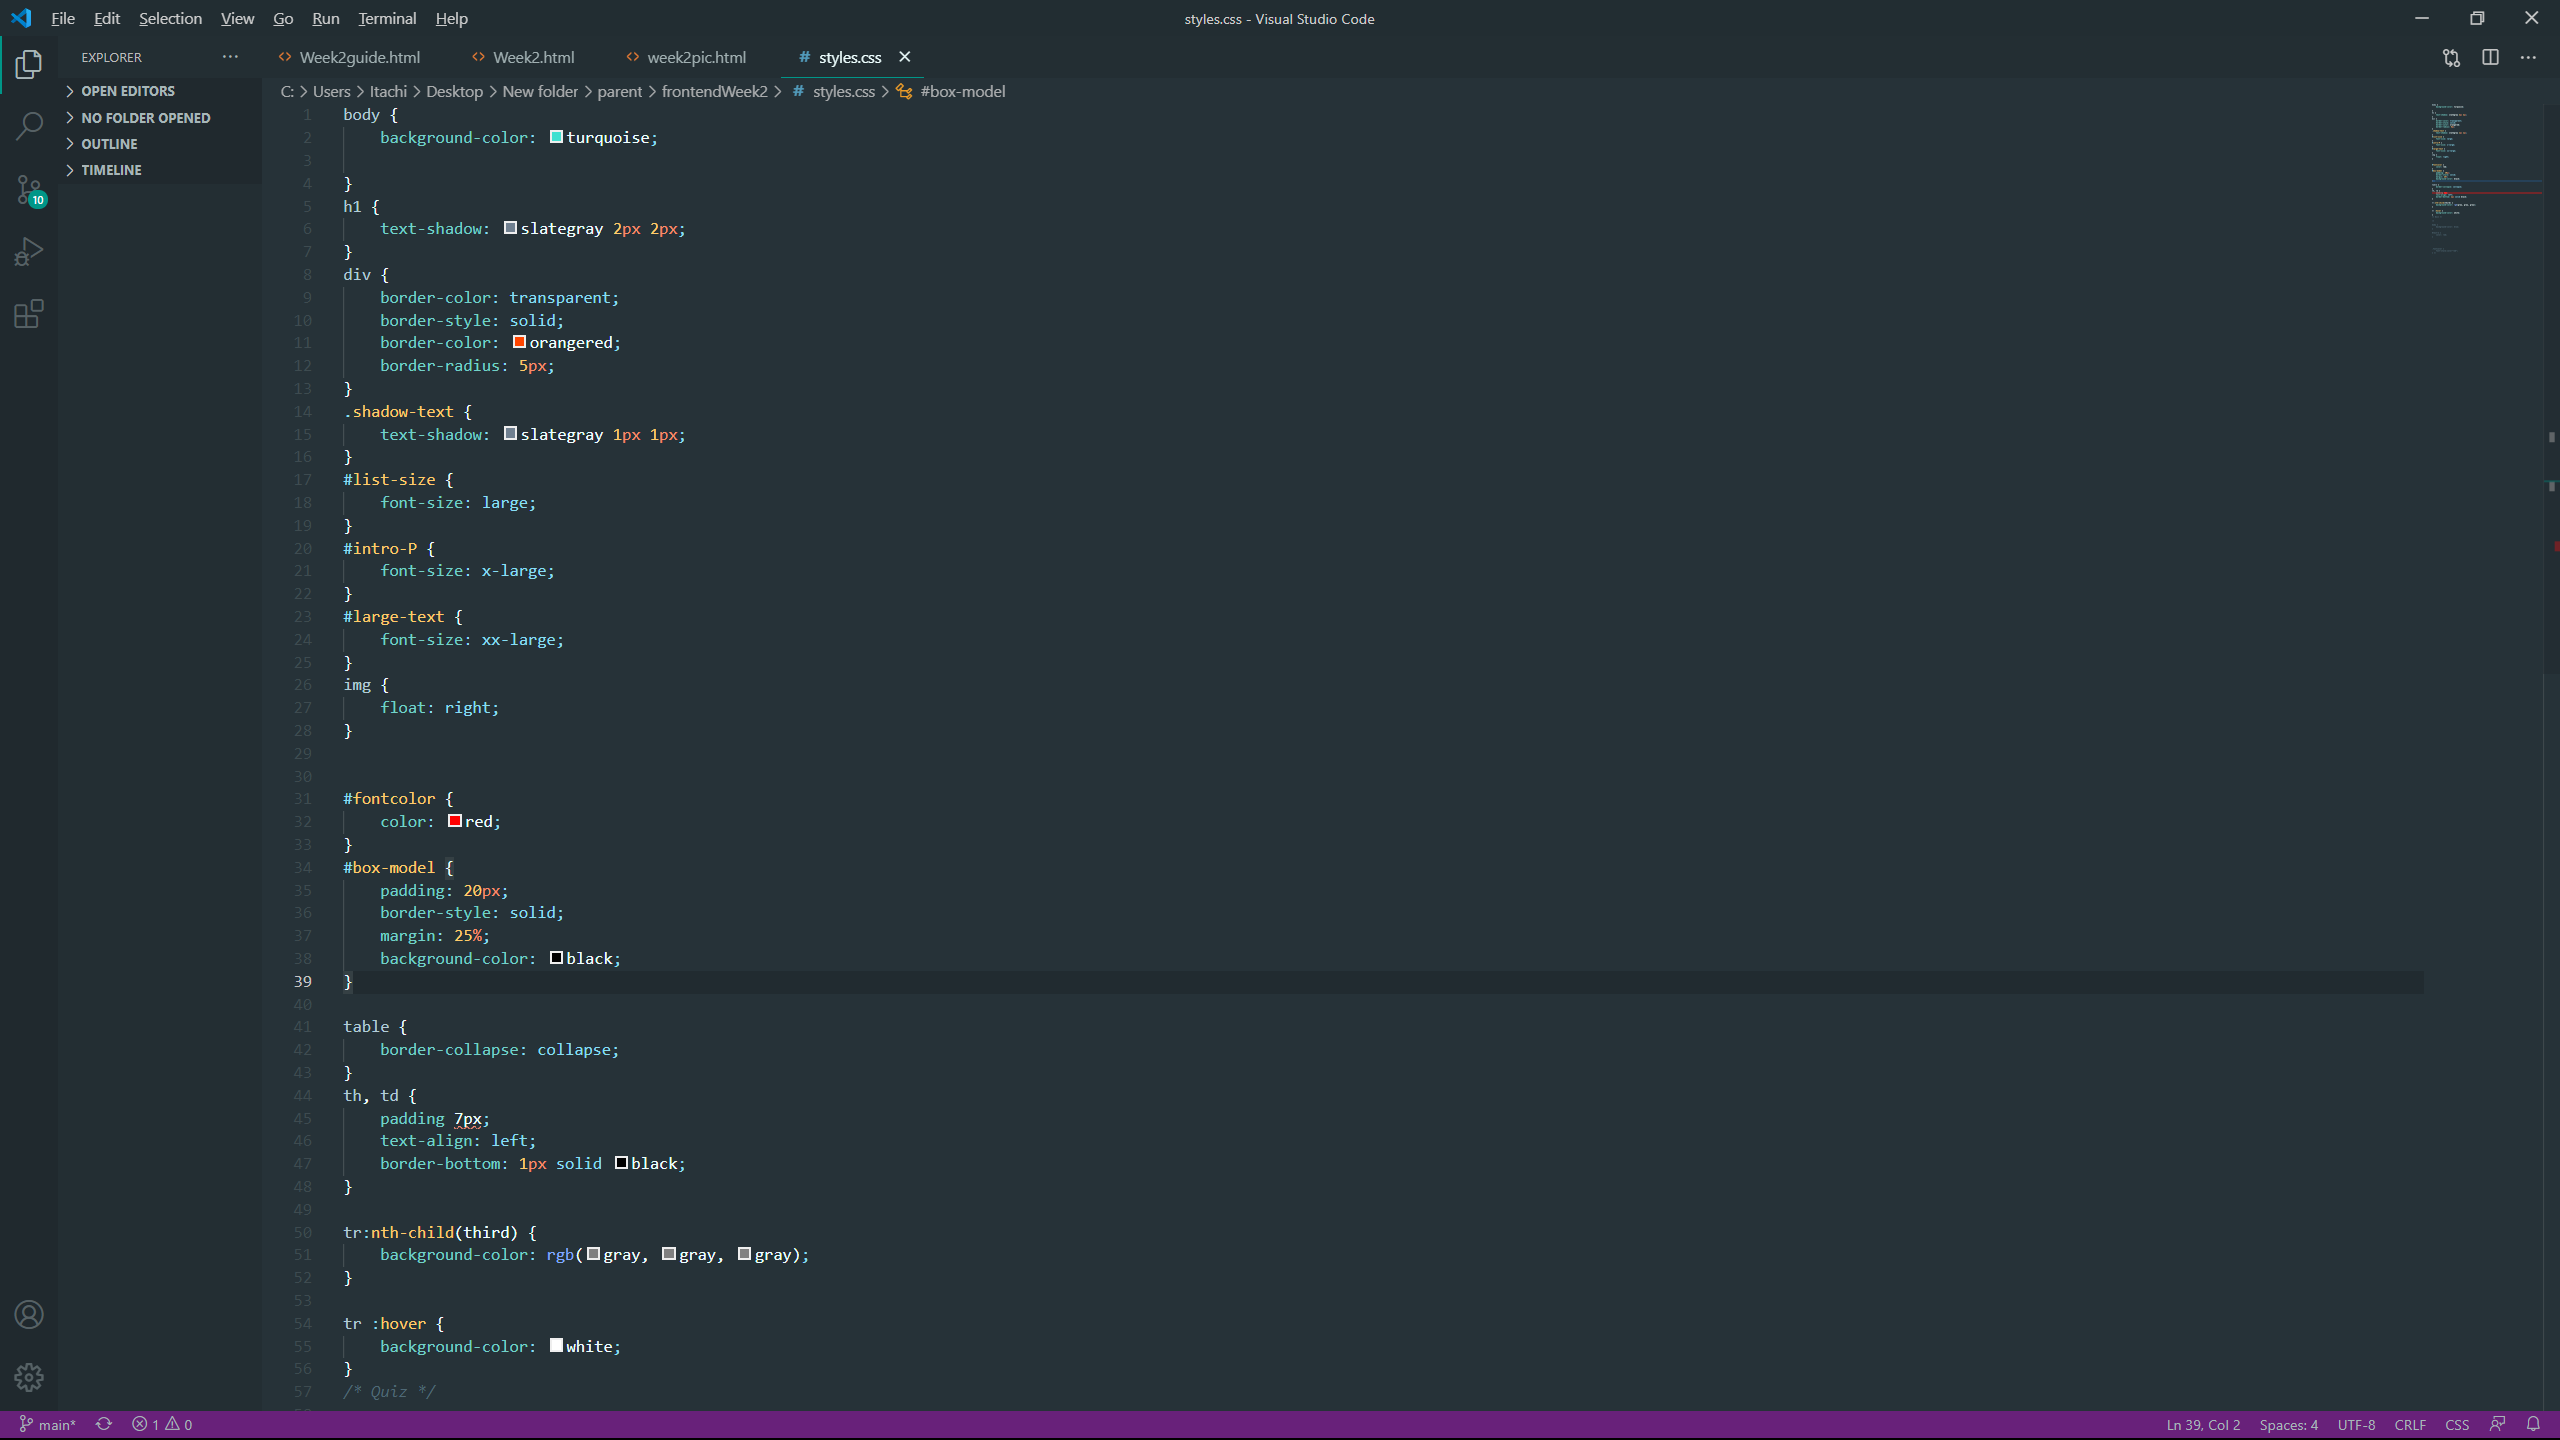 File Edit Selection View Go Run Terminal Help
styles.css - Visual Studio Code
EXPLORER
Week2guide.html
Week2.html
week2pic.html
# styles.css
OPEN EDITORS
NO FOLDER OPENED
OUTLINE
TIMELINE
10
C: > Users > Itachi > Desktop > New folder > parent > frontendWeek2 > # styles.css > #box-model
1 body {
2 background-color: turquoise;
3
4 }
5 h1 {
6 text-shadow: slategray 2px 2px;
7 }
8 div {
9 border-color: transparent;
10 border-style: solid;
11 border-color: orangered;
12 border-radius: 5px;
13 }
14 .shadow-text {
15 text-shadow: slategray 1px 1px;
16 }
17 #list-size {
18 font-size: large;
19 }
20 #intro-P {
21 font-size: x-large;
22 }
23 #large-text {
24 font-size: xx-large;
25 }
26 img {
27 float: right;
28 }
29
30
31 #fontcolor {
32 color: red;
33 }
34 #box-model {
35 padding: 20px;
36 border-style: solid;
37 margin: 25%;
38 background-color: black;
39 }
40
41 table {
42 border-collapse: collapse;
43 }
44 th, td {
45 padding 7px;
46 text-align: left;
47 border-bottom: 1px solid black;
48 }
49
50 tr:nth-child(third) {
51 background-color: rgb(gray, gray, gray);
52 }
53
54 tr :hover {
55 background-color: white;
56 }
57 /* Quiz */
main* 1 0
Ln 39, Col 2 Spaces: 4 UTF-8 CRLF CSS